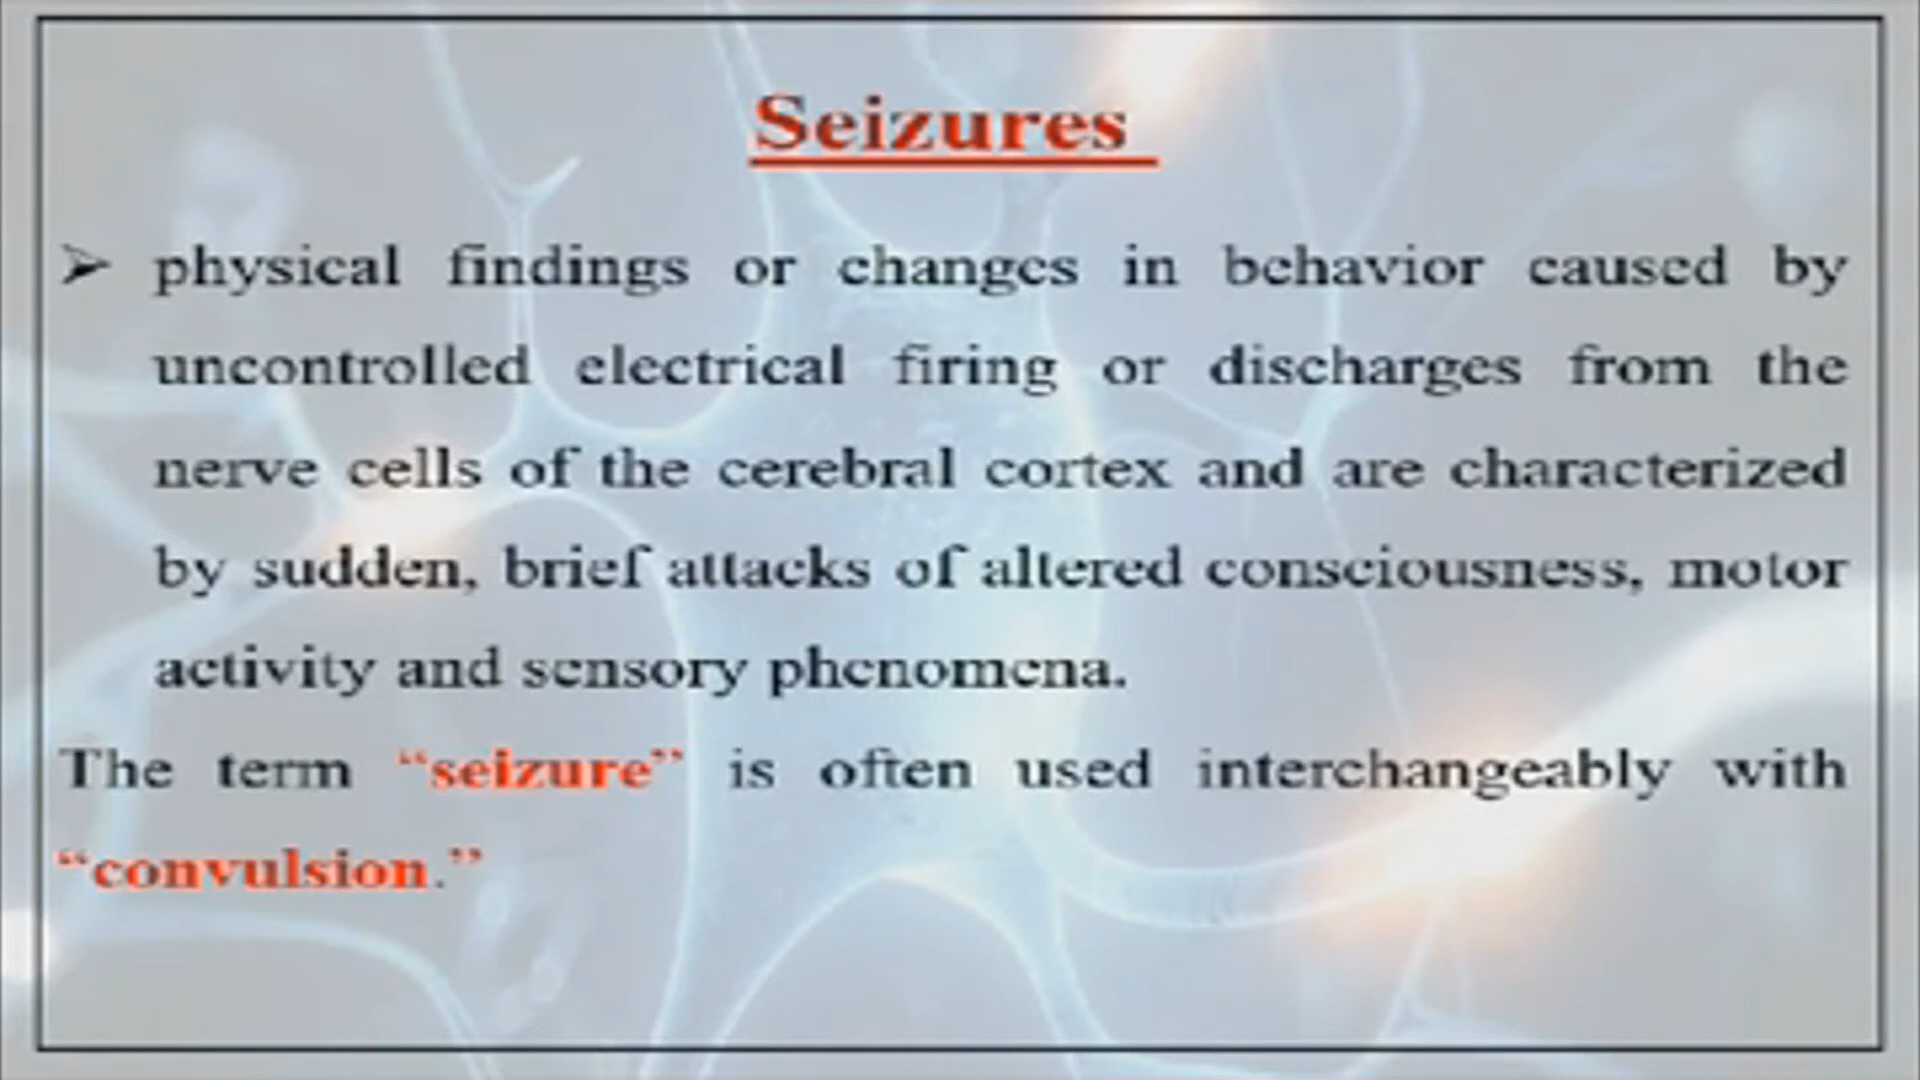 Seizures
➢ physical findings or changes in behavior caused by
uncontrolled electrical firing or discharges from the
nerve cells of the cerebral cortex and are characterized
by sudden, brief attacks of altered consciousness, motor
activity and sensory phenomena.
The term “seizure” is often used interchangeably with
“convulsion.”